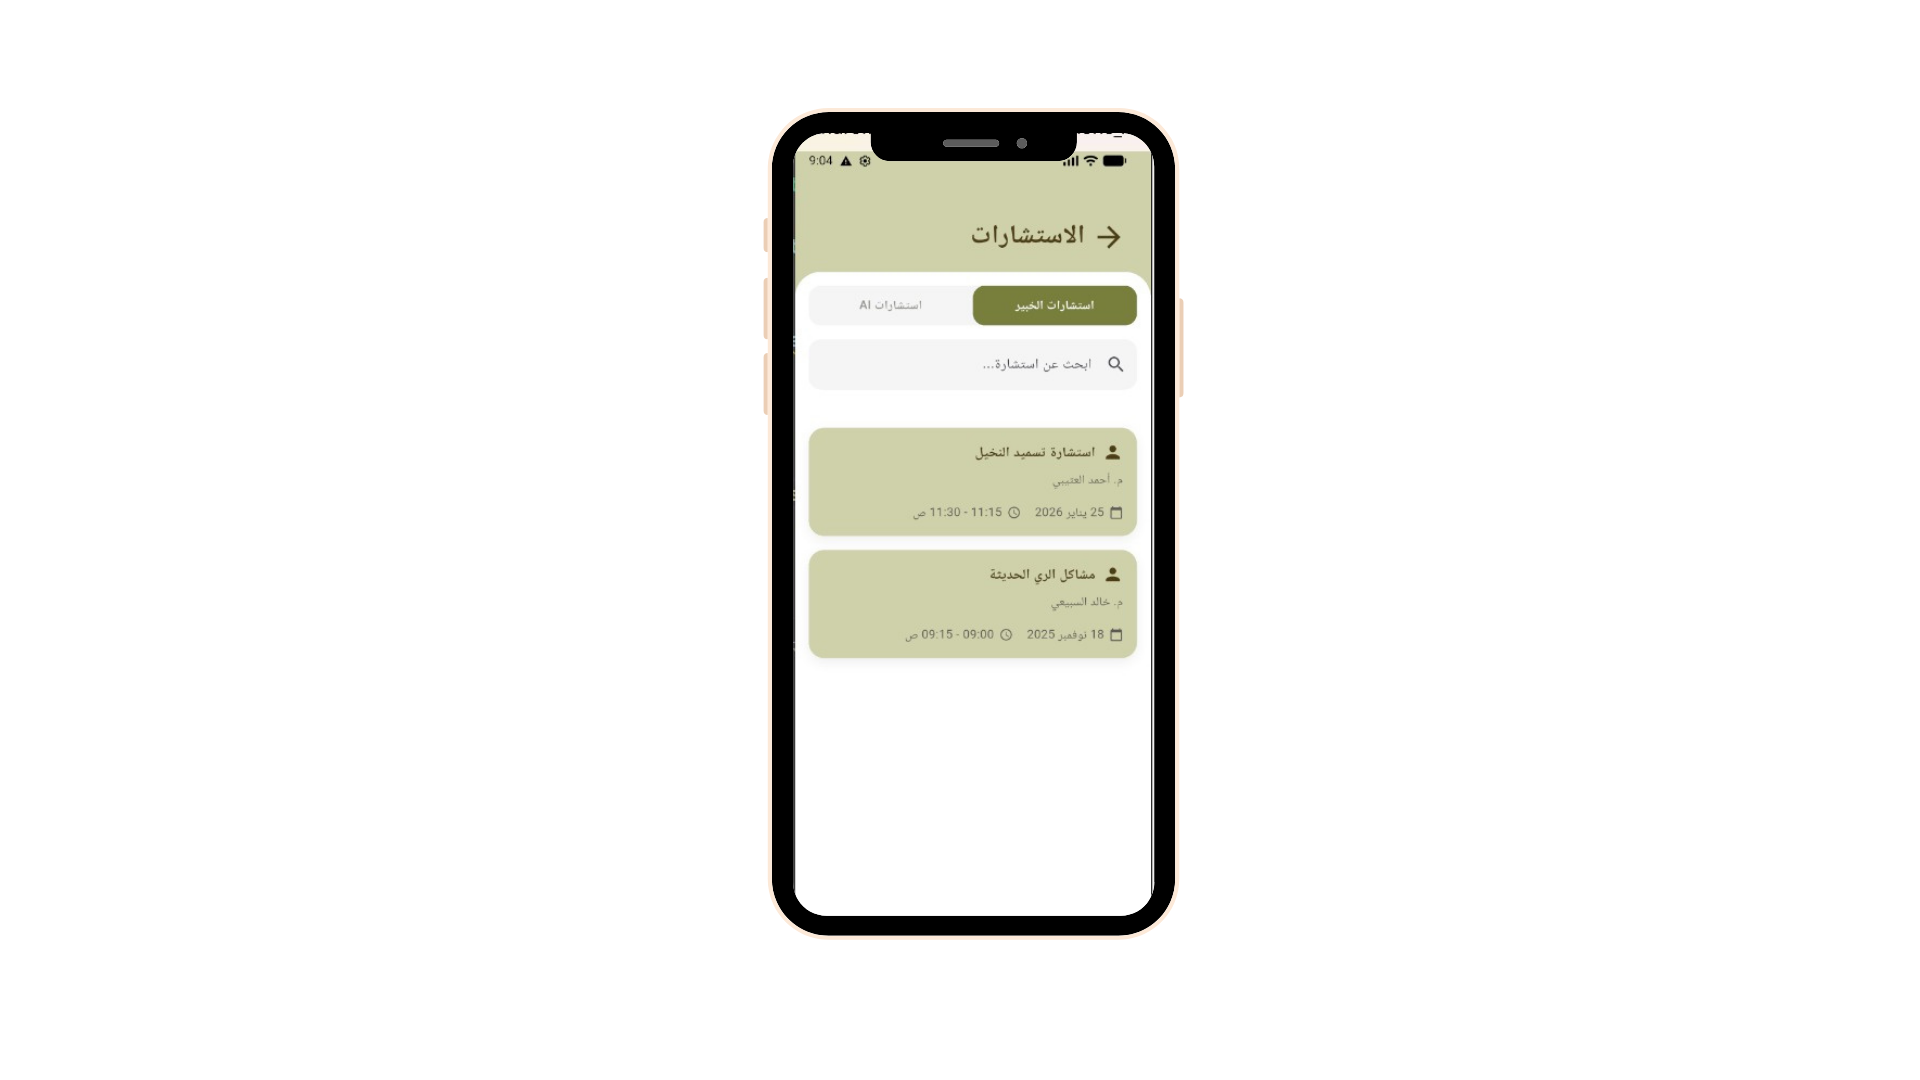 9:04
الاستشارات
استشارات الخبير
استشارات AI
ابحث عن استشارة...
استشارة تسميد النخيل
م. أحمد العتيبي
25 يناير 2026
11:15 - 11:30 ص
مشاكل الري الحديثة
م. خالد السبيعي
18 نوفمبر 2025
09:00 - 09:15 ص